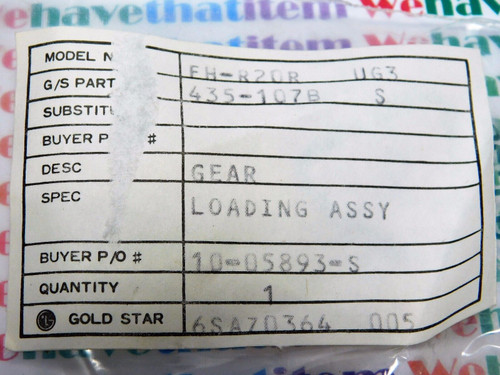 Wehavethatitem
MODEL N FH-R20R UG3
G/S PART 435-107B S
SUBSTIT
BUYER P #
DESC GEAR
SPEC LOADING ASSY
BUYER P/O # 10-05893-S
QUANTITY 1
GOLD STAR 6SA70364 005